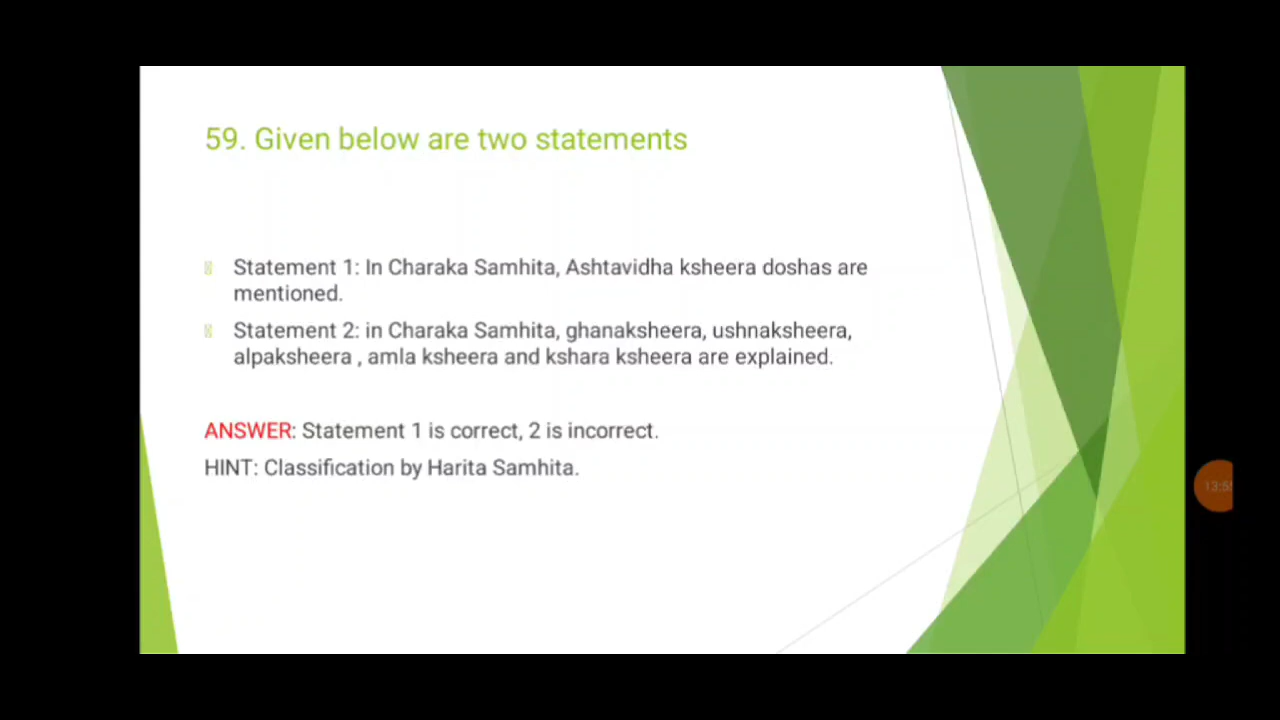 59. Given below are two statements
Statement 1: In Charaka Samhita, Ashtavidha ksheera doshas are
mentioned.
Statement 2: in Charaka Samhita, ghanaksheera, ushnaksheera,
alpaksheera , amla ksheera and kshara ksheera are explained.
ANSWER: Statement 1 is correct, 2 is incorrect.
HINT: Classification by Harita Samhita.